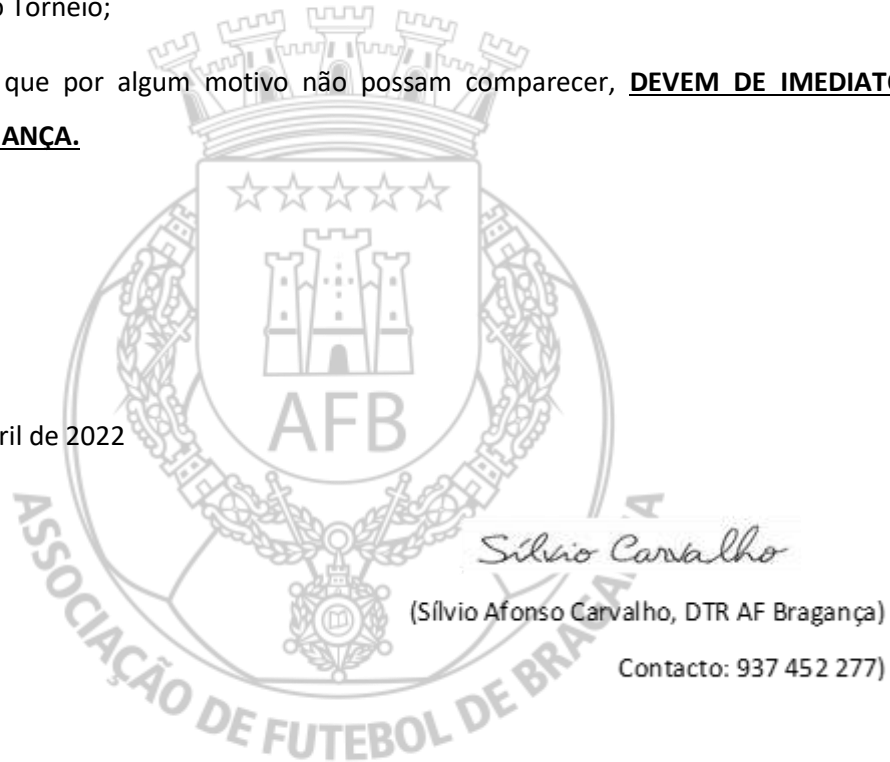 o Torneio;
que por algum motivo não possam comparecer, DEVEM DE IMEDIATO
ANÇA.
AFB
ril de 2022
Sílvio Carvalho
(Sílvio Afonso Carvalho, DTR AF Bragança)
Contacto: 937 452 277)
ASSOCIAÇÃO DE FUTEBOL DE BRAGANÇA